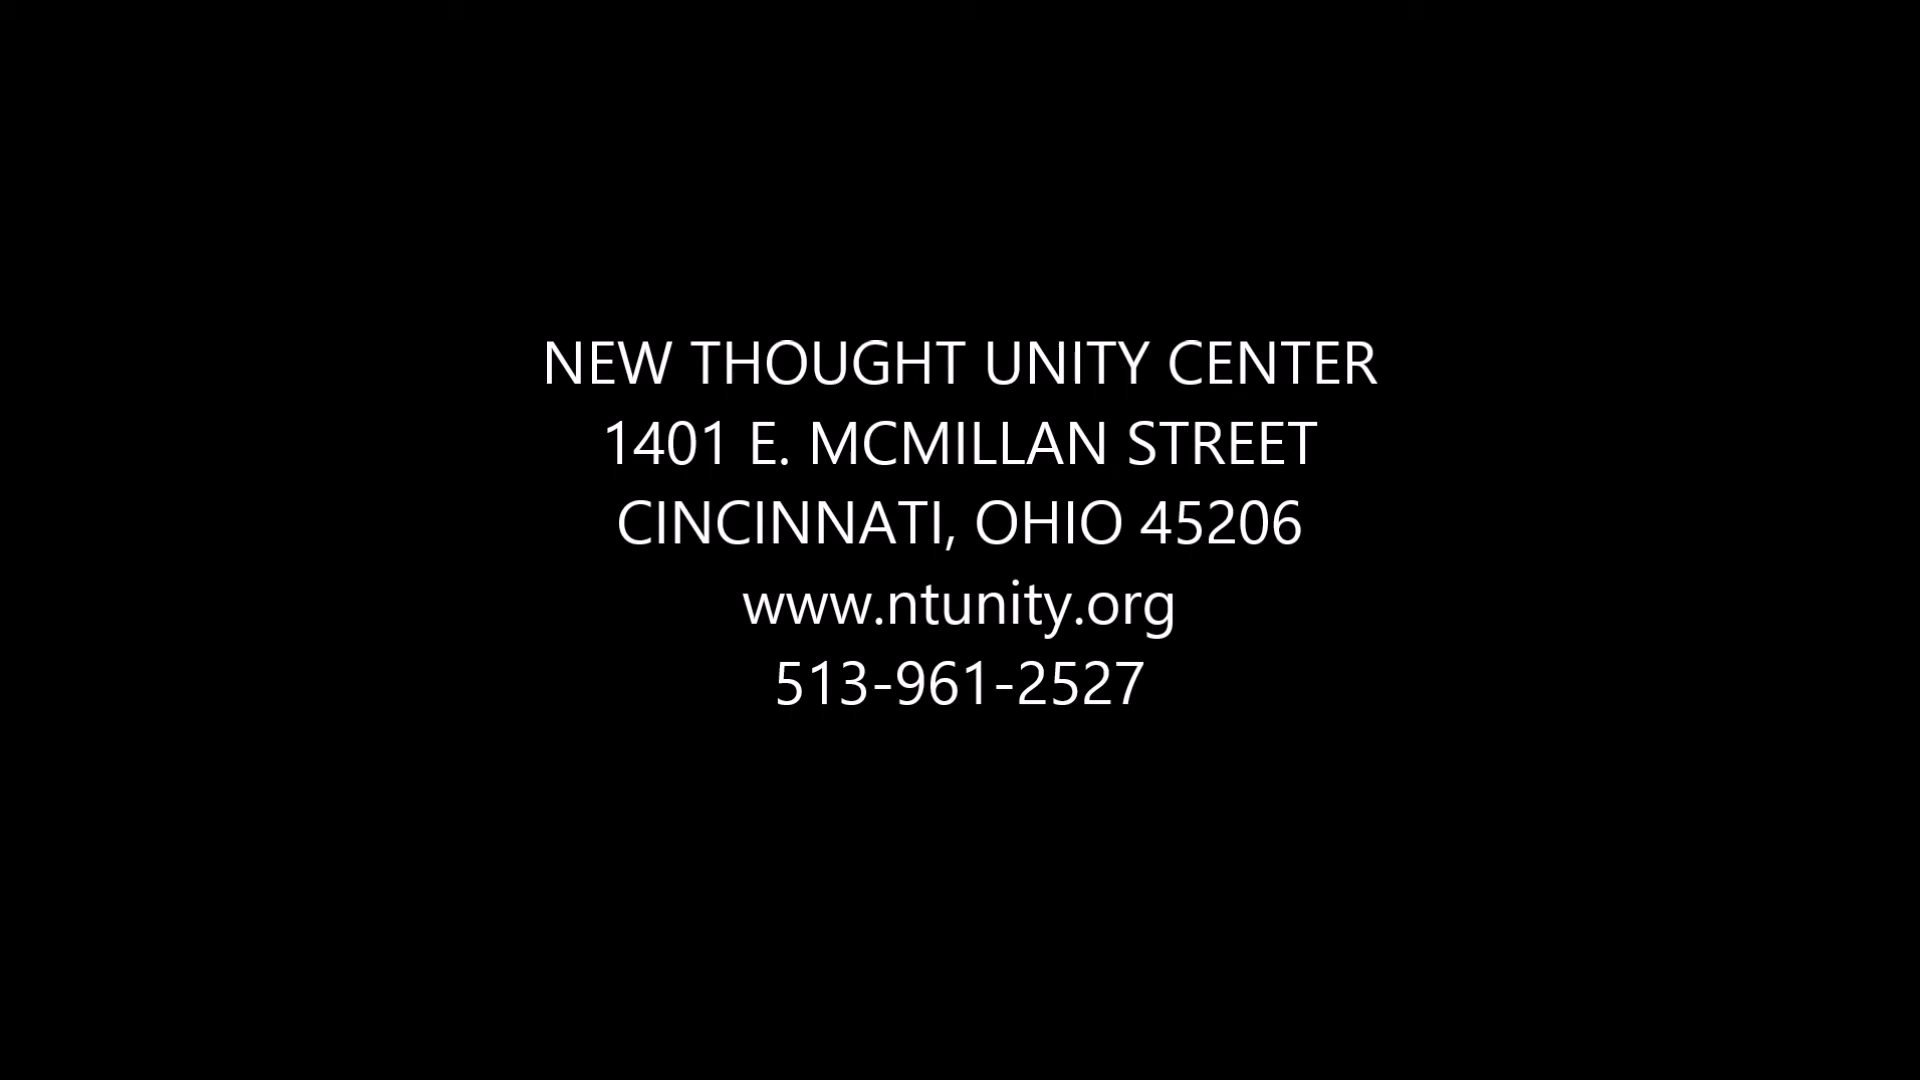 NEW THOUGHT UNITY CENTER
1401 E. MCMILLAN STREET
CINCINNATI, OHIO 45206
www.ntunity.org
513-961-2527